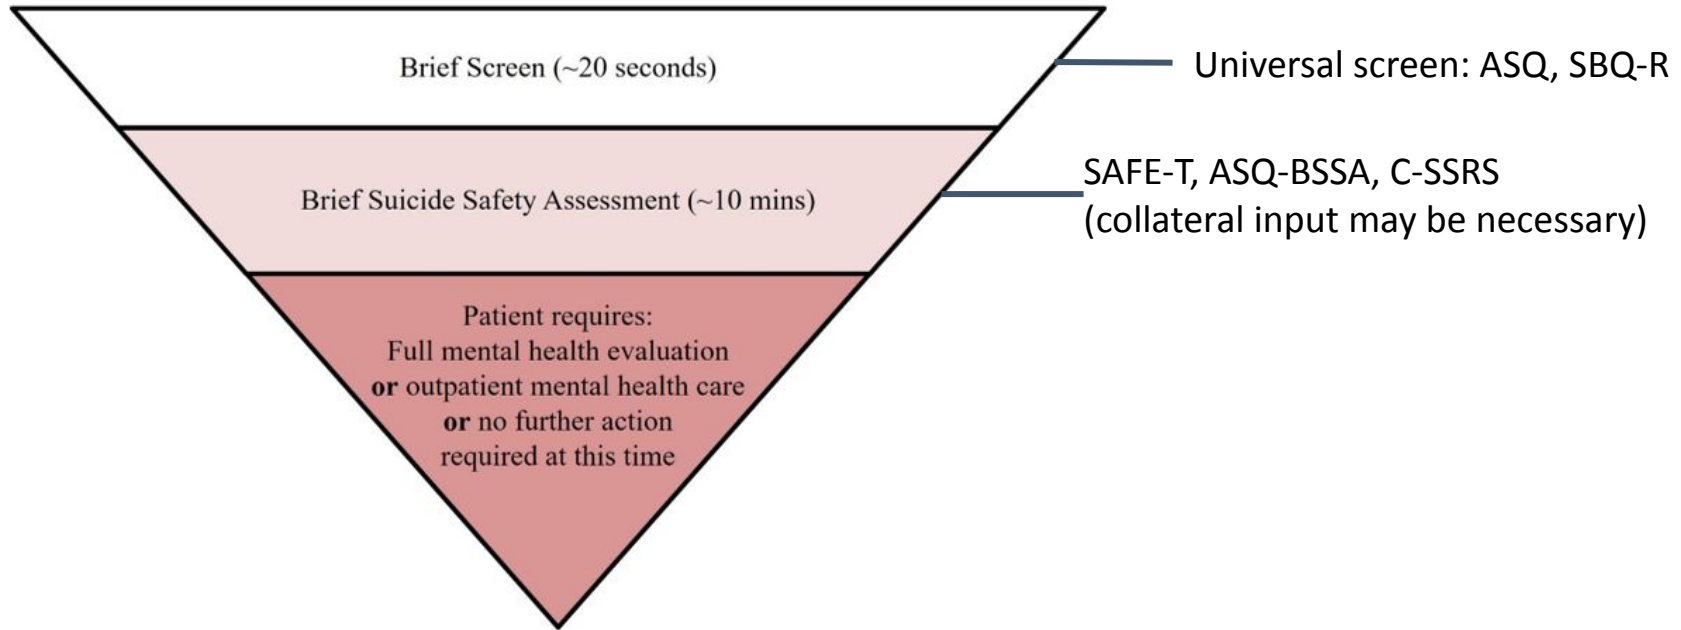 Brief Screen (~20 seconds)
Universal screen: ASQ, SBQ-R
Brief Suicide Safety Assessment (~10 mins)
SAFE-T, ASQ-BSSA, C-SSRS
(collateral input may be necessary)
Patient requires:
Full mental health evaluation
or outpatient mental health care
or no further action
required at this time